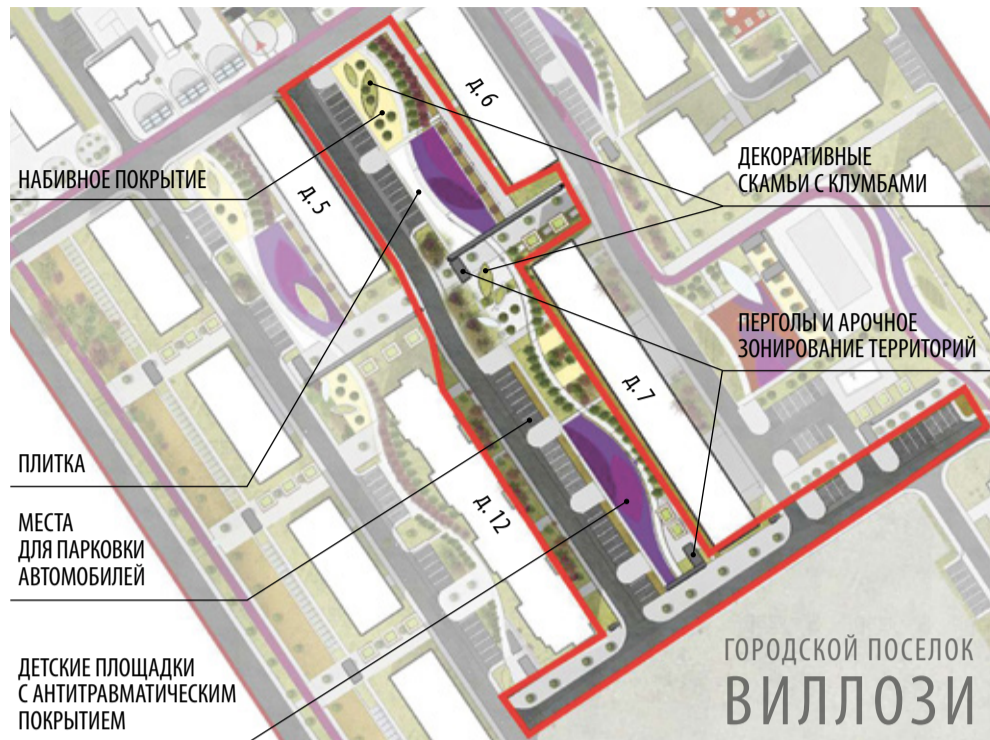 д. 6
НАБИВНОЕ ПОКРЫТИЕ
д. 5
ДЕКОРАТИВНЫЕ
СКАМЬИ С КЛУМБАМИ
ПЕРГОЛЫ И АРОЧНОЕ
ЗОНИРОВАНИЕ ТЕРРИТОРИЙ
д. 7
ПЛИТКА
д. 12
МЕСТА
ДЛЯ ПАРКОВКИ
АВТОМОБИЛЕЙ
ДЕТСКИЕ ПЛОЩАДКИ
С АНТИТРАВМАТИЧЕСКИМ
ПОКРЫТИЕМ
ГОРОДСКОЙ ПОСЕЛОК
ВИЛЛОЗИ